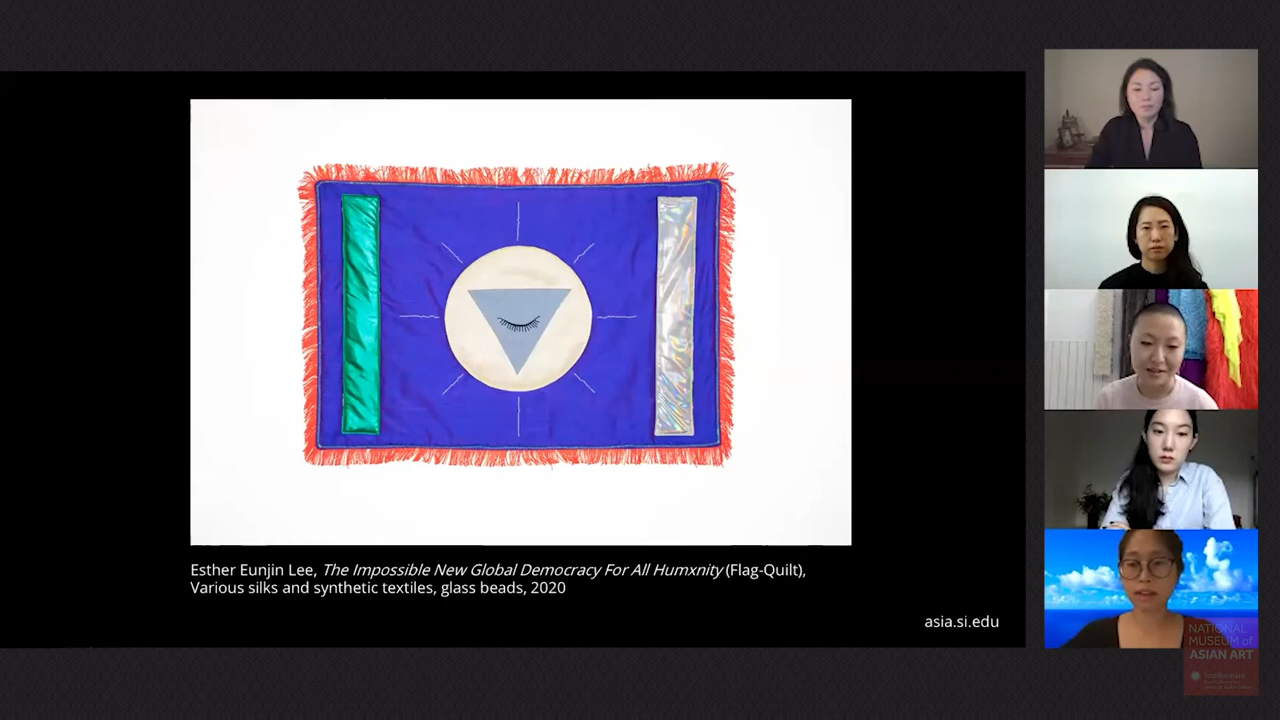 Esther Eunjin Lee, The Impossible New Global Democracy For All Humxnity (Flag-Quilt),
Various silks and synthetic textiles, glass beads, 2020
asia.si.edu
NATIONAL
MUSEUM of
ASIAN ART
Smithsonian